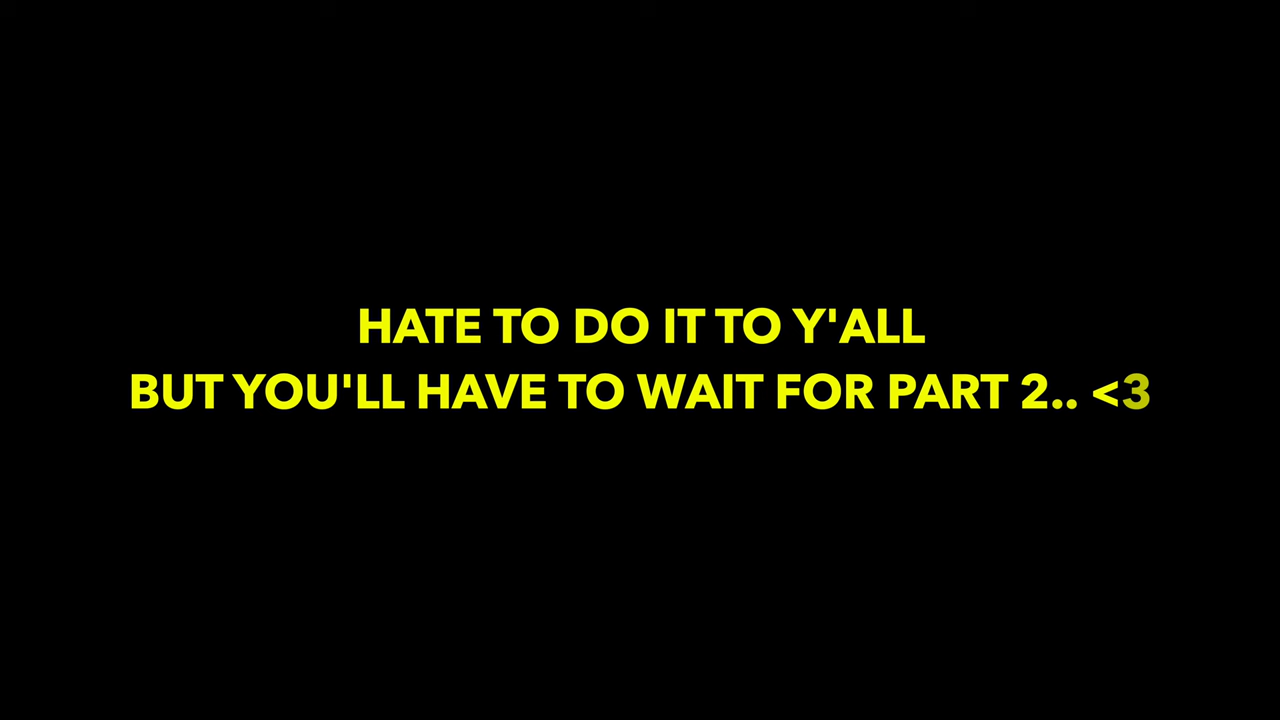 HATE TO DO IT TO Y'ALL
BUT YOU'LL HAVE TO WAIT FOR PART 2.. <3